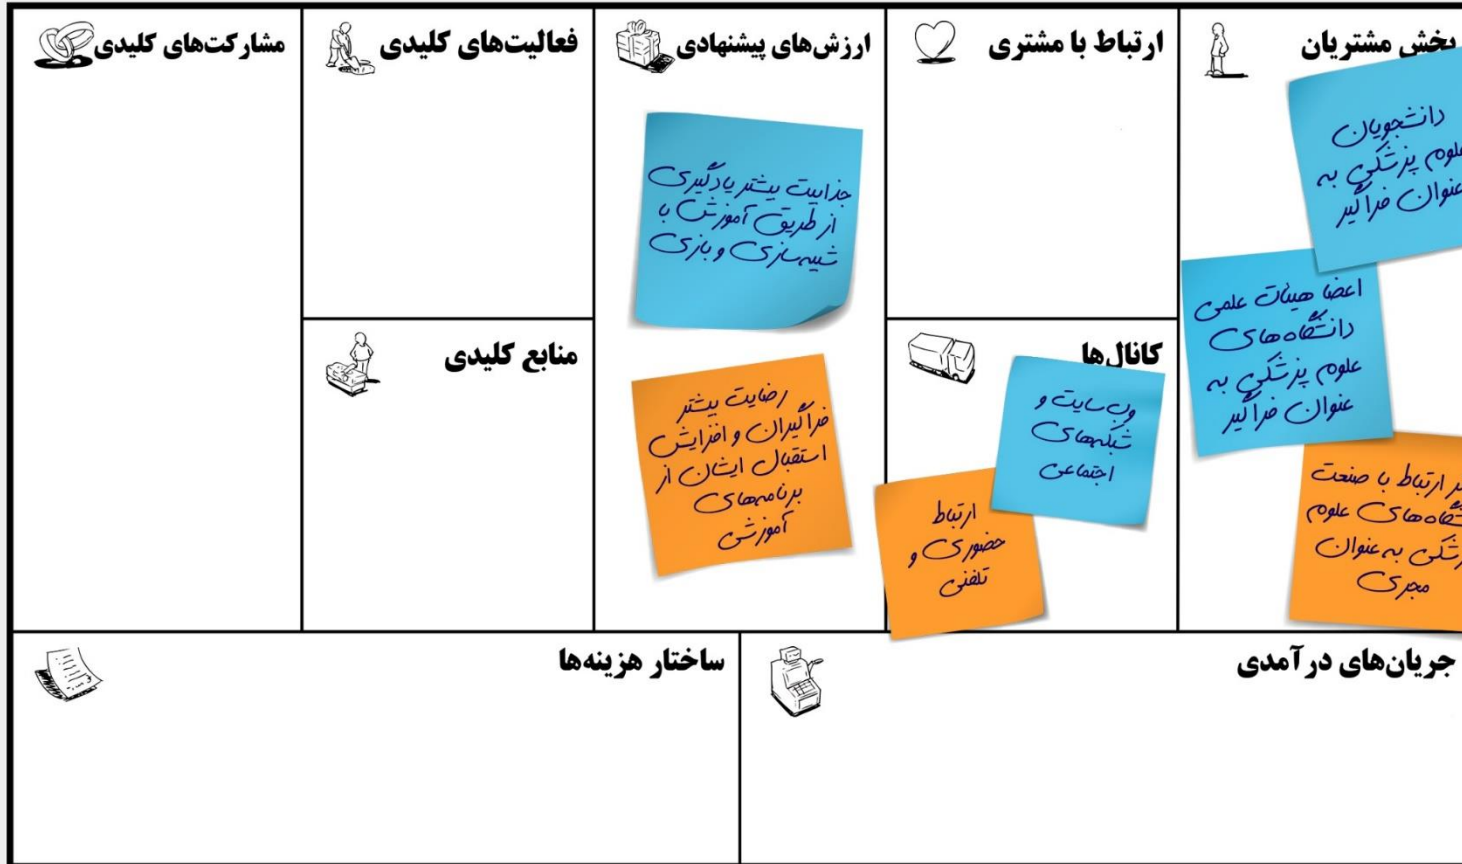 بخش مشتریان
دانشجویان
علوم پزشکی به
عنوان فراگیر
اعضا هیئات علمی
دانشگاه‌های
علوم پزشکی به
عنوان فراگیر
ارتباط با صنعت
علوم
به عنوان
مجری
ارتباط با مشتری
کانال‌ها
وب سایت و
شبکه‌های
اجتماعی
ارتباط
حضوری و
تلفنی
ارزش‌های پیشنهادی
جذابیت بیشتر یادگیری
از طریق آموزش با
شبیه‌سازی و بازی
رضایت بیشتر
فراگیران و افزایش
استقبال ایشان از
برنامه‌های
آموزشی
فعالیت‌های کلیدی
منابع کلیدی
مشارکت‌های کلیدی
جریان‌های درآمدی
ساختار هزینه‌ها